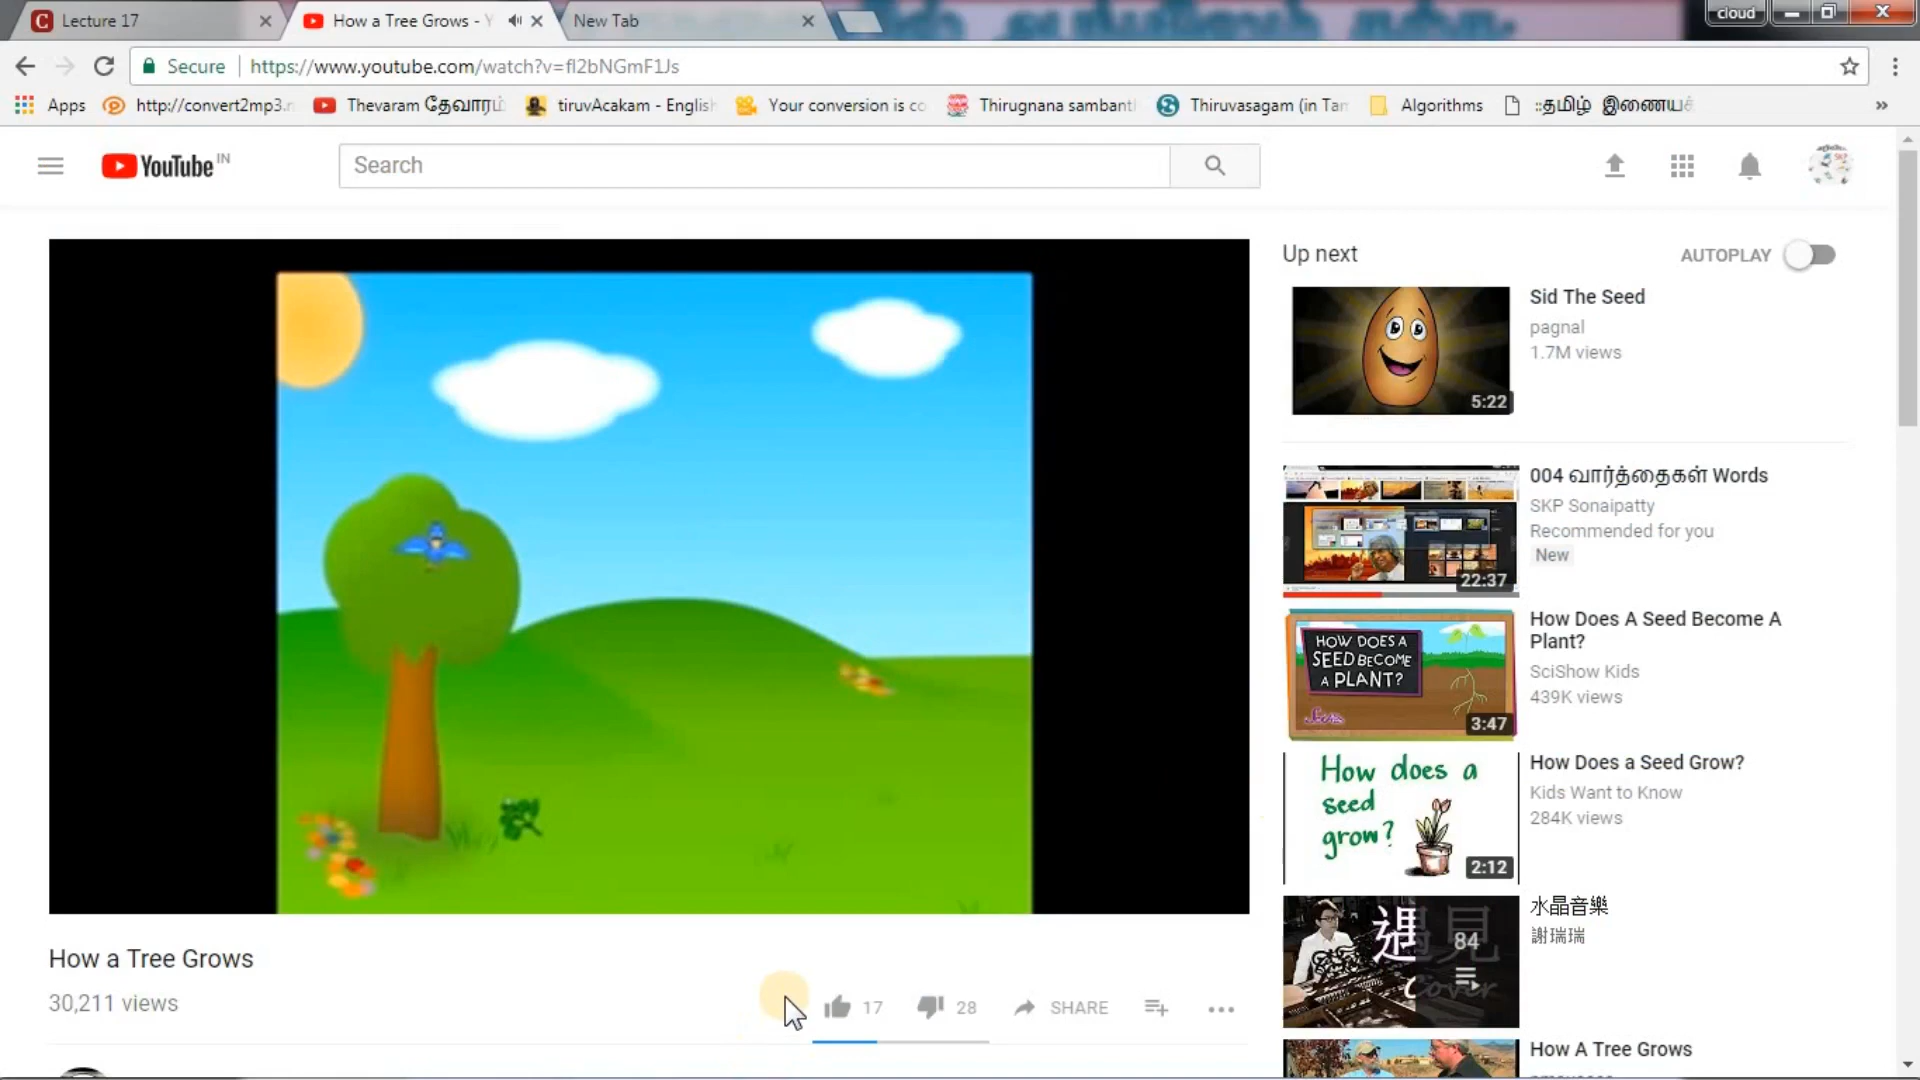 Lecture 17
How a Tree Grows - Y
New Tab
cloud
Secure
https://www.youtube.com/watch?v=fl2bNGmF1Js
Apps
http://convert2mp3.n
Thevaram தேவாரம்
tiruvAcakam - English
Your conversion is co
Thirugnana sambanth
Thiruvasagam (in Tam
Algorithms
::தமிழ் இணையக்
»
YouTube IN
Search
Up next
AUTOPLAY
Sid The Seed
pagnal
1.7M views
5:22
004 வார்த்தைகள் Words
SKP Sonaipatty
Recommended for you
New
22:37
How Does A Seed Become A
Plant?
SciShow Kids
439K views
HOW DOES A
SEED BECOME
A PLANT?
3:47
How Does a Seed Grow?
Kids Want to Know
284K views
How does a
seed
grow?
2:12
水晶音樂
謝瑞瑞
遇見
84
Cover
How A Tree Grows
How a Tree Grows
30,211 views
17
28
SHARE